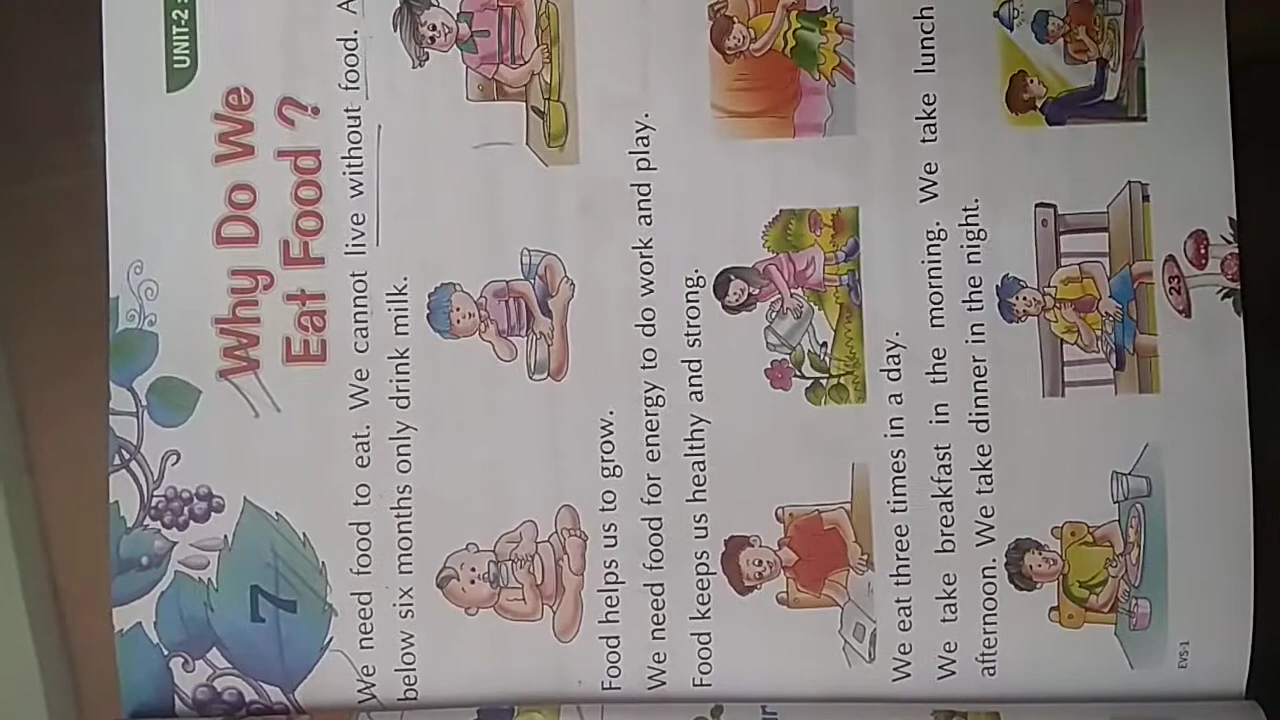 UNIT-2 :
7
Why Do We
Eat Food ?
We need food to eat. We cannot live without food. A
below six months only drink milk.
Food helps us to grow.
We need food for energy to do work and play.
Food keeps us healthy and strong.
We eat three times in a day.
We take breakfast in the morning. We take lunch
afternoon. We take dinner in the night.
EVS-1
23